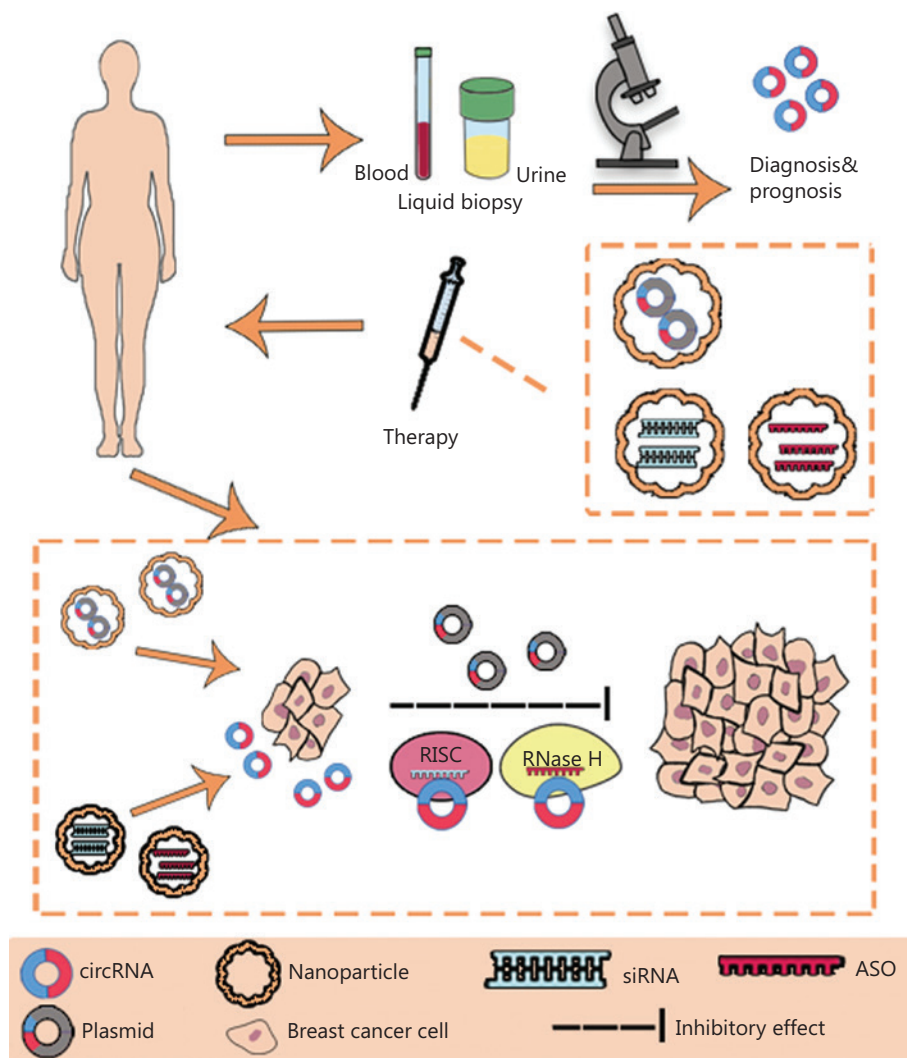 Blood
Urine
Liquid biopsy
Diagnosis&
prognosis
Therapy
RISC
RNase H
circRNA
Nanoparticle
siRNA
ASO
Plasmid
Breast cancer cell
Inhibitory effect